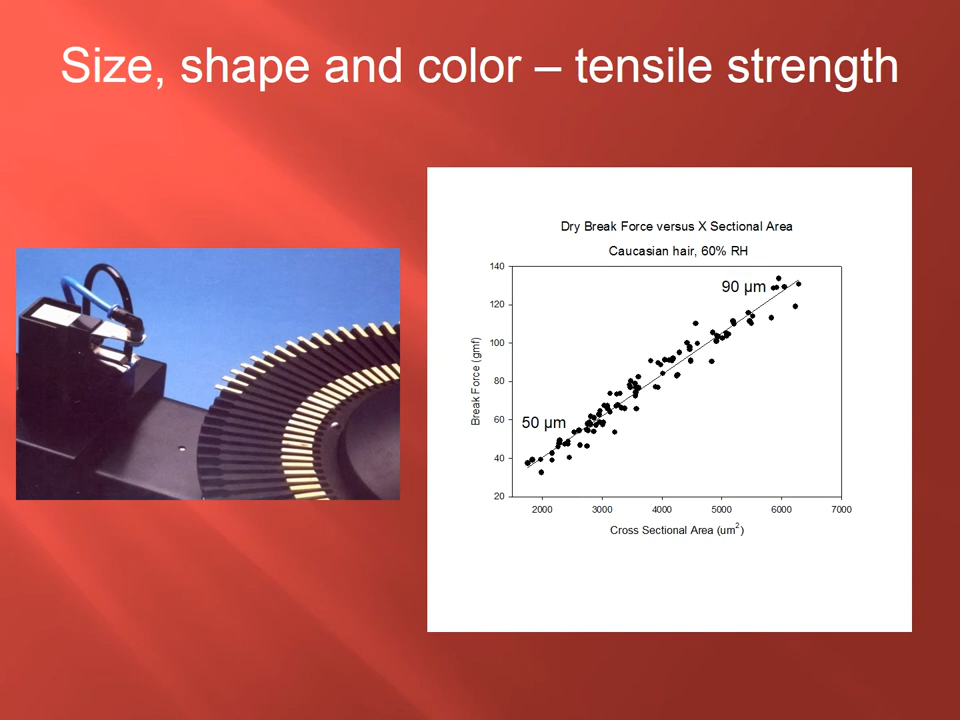 Size, shape and color – tensile strength
Dry Break Force versus X Sectional Area
Caucasian hair, 60% RH
140
120
100
80
60
40
20
Break Force (gmf)
90 μm
50 μm
2000 3000 4000 5000 6000 7000
Cross Sectional Area (um²)